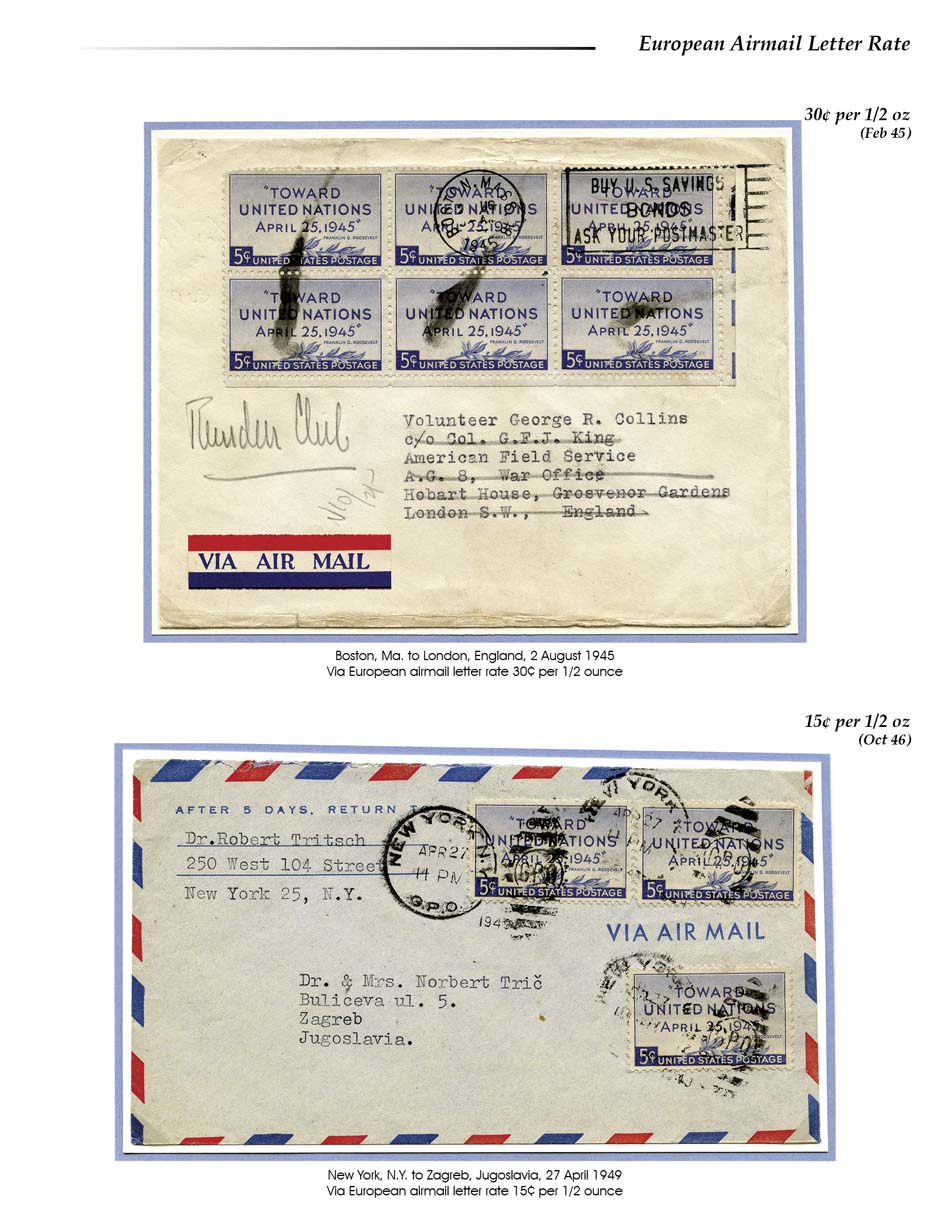 European Airmail Letter Rate
30¢ per 1/2 oz
(Feb 45)
"TOWARD
UNITED NATIONS
APRIL 25, 1945"
FRANKLIN D. ROOSEVELT
5¢ UNITED STATES POSTAGE
"TOWARD
UNITED NATIONS
APRIL 25, 1945"
FRANKLIN D. ROOSEVELT
5¢ UNITED STATES POSTAGE
BOSTON, MASS.
AUG
1945
"TOWARD
UNITED NATIONS
APRIL 25, 1945"
5¢ UNITED STATES POSTAGE
BUY U.S. SAVINGS
BONDS
ASK YOUR POSTMASTER
"TOWARD
UNITED NATIONS
APRIL 25, 1945"
FRANKLIN D. ROOSEVELT
5¢ UNITED STATES POSTAGE
"TOWARD
UNITED NATIONS
APRIL 25, 1945"
FRANKLIN D. ROOSEVELT
5¢ UNITED STATES POSTAGE
"TOWARD
UNITED NATIONS
APRIL 25, 1945"
FRANKLIN D. ROOSEVELT
5¢ UNITED STATES POSTAGE
Club
Volunteer George R. Collins
c/o Col. G.F.J. King
American Field Service
A.G. 8, War Office
Hobart House, Grosvenor Gardens
London S.W., England
VIA AIR MAIL
Boston, Ma. to London, England, 2 August 1945
Via European airmail letter rate 30¢ per 1/2 ounce
15¢ per 1/2 oz
(Oct 46)
AFTER 5 DAYS, RETURN TO
Dr.Robert Tritsch
250 West 104 Street
New York 25, N.Y.
NEW YORK, N.Y.
APR 27
11 PM
G.P.O.
"TOWARD
UNITED NATIONS
APRIL 25, 1945"
FRANKLIN D. ROOSEVELT
5¢ UNITED STATES POSTAGE
NEW YORK
APR 27
PM
"TOWARD
UNITED NATIONS
APRIL 25, 1945"
FRANKLIN D. ROOSEVELT
5¢ UNITED STATES POSTAGE
VIA AIR MAIL
Dr. & Mrs. Norbert Trič
Buliceva ul. 5.
Zagreb
Jugoslavia.
"TOWARD
UNITED NATIONS
APRIL 25, 1945"
5¢ UNITED STATES POSTAGE
New York, N.Y. to Zagreb, Jugoslavia, 27 April 1949
Via European airmail letter rate 15¢ per 1/2 ounce